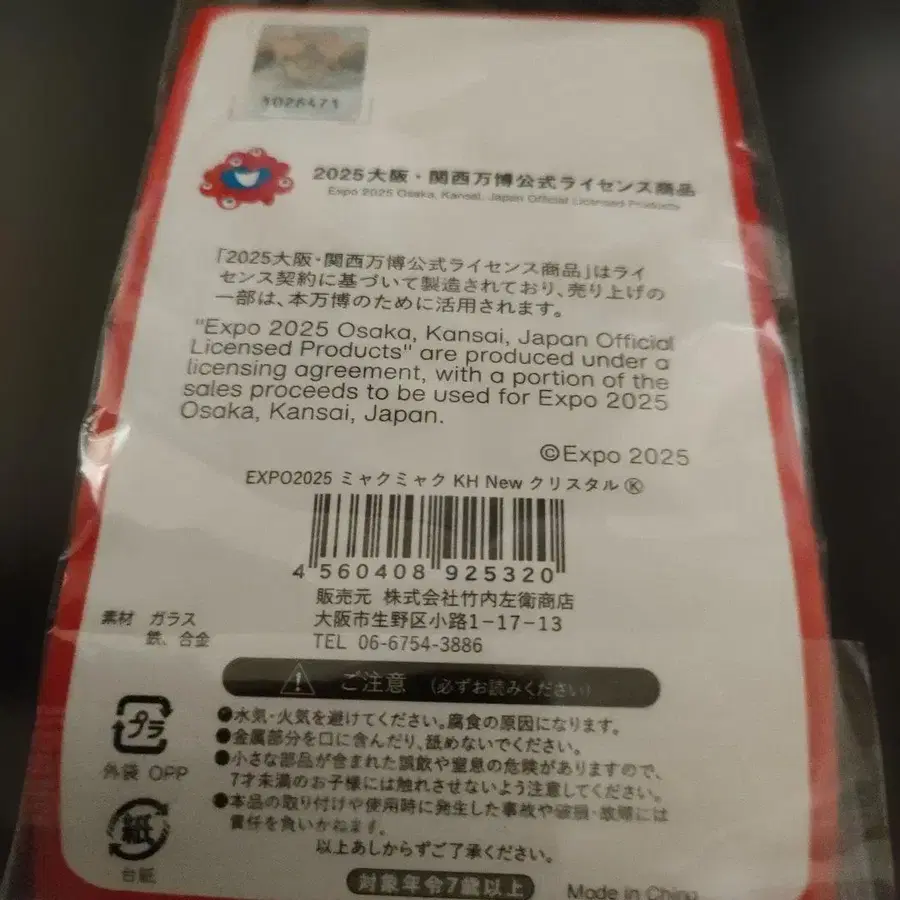 1026471
2025大阪・関西万博公式ライセンス商品
Expo 2025 Osaka, Kansai, Japan Official Licensed Products
「2025大阪・関西万博公式ライセンス商品」はライ
センス契約に基づいて製造されており、売り上げの
一部は、本万博のために活用されます。
"Expo 2025 Osaka, Kansai, Japan Official
Licensed Products" are produced under a
licensing agreement, with a portion of the
sales proceeds to be used for Expo 2025
Osaka, Kansai, Japan.
©Expo 2025
EXPO2025 ミャクミャク KH New クリスタル Ⓚ
4 560408 925320
販売元 株式会社竹内左衛商店
大阪市生野区小路1-17-13
TEL 06-6754-3886
素材 ガラス
鉄、合金
ご注意 (必ずお読みください)
●水気・火気を避けてください。腐食の原因になります。
●金属部分を口に含んだり、舐めないでください。
●小さな部品が含まれた誤飲や窒息の危険がありますので、
7才未満のお子様には触れさせないよう注意してください。
●本品の取り付けや使用時に発生した事故や破損・故障には
責任を負いかねます。
以上あしからずご了承ください。
プラ
外袋 OPP
紙
台紙
対象年令7歳以上
Made in China